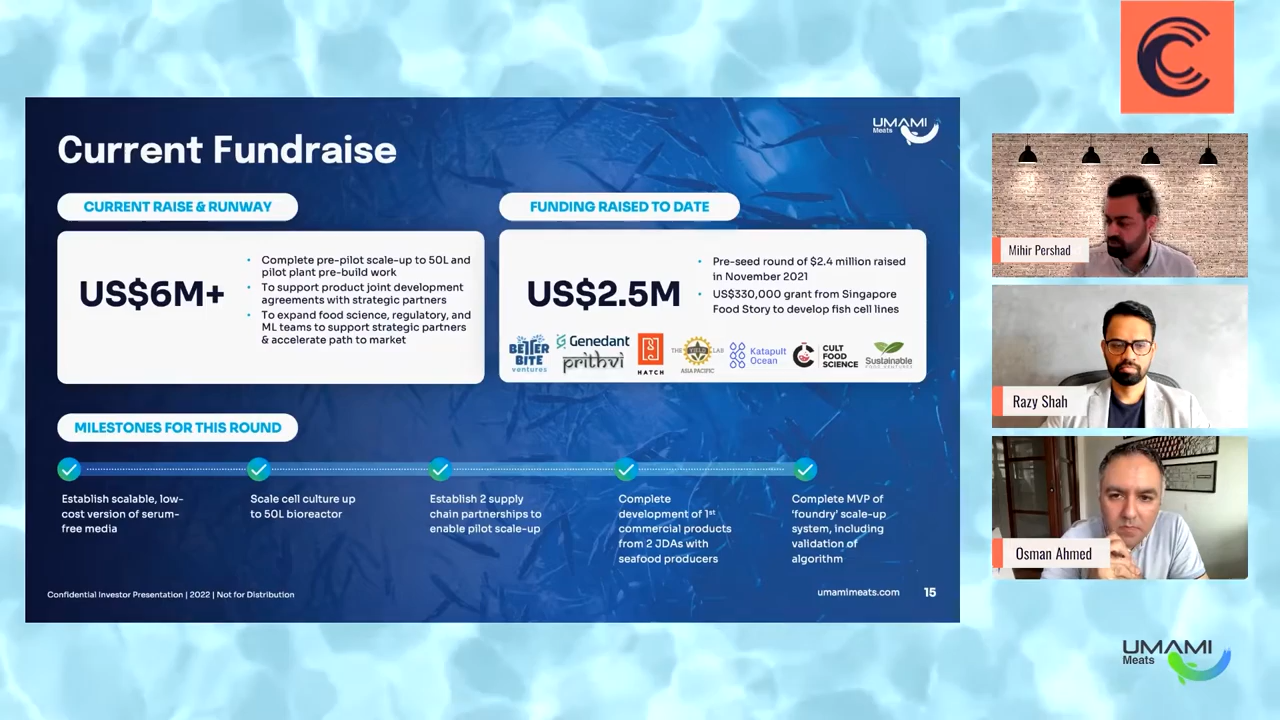 UMAMI
Meats
Current Fundraise
CURRENT RAISE & RUNWAY
US$6M+
• Complete pre-pilot scale-up to 50L and
pilot plant pre-build work
• To support product joint development
agreements with strategic partners
• To expand food science, regulatory, and
ML teams to support strategic partners
& accelerate path to market
FUNDING RAISED TO DATE
US$2.5M
• Pre-seed round of $2.4 million raised
in November 2021
• US$330,000 grant from Singapore
Food Story to develop fish cell lines
BETTER
BITE
ventures
Genedant
prithvi
HATCH
THE YIELD LAB
ASIA PACIFIC
Katapult
Ocean
CULT
FOOD
SCIENCE
Sustainable
FOOD VENTURES
MILESTONES FOR THIS ROUND
Establish scalable, low-
cost version of serum-
free media
Scale cell culture up
to 50L bioreactor
Establish 2 supply
chain partnerships to
enable pilot scale-up
Complete
development of 1st
commercial products
from 2 JDAs with
seafood producers
Complete MVP of
‘foundry’ scale-up
system, including
validation of
algorithm
Confidential Investor Presentation | 2022 | Not for Distribution
umamimeats.com
15
Mihir Pershad
Razy Shah
Osman Ahmed
UMAMI
Meats